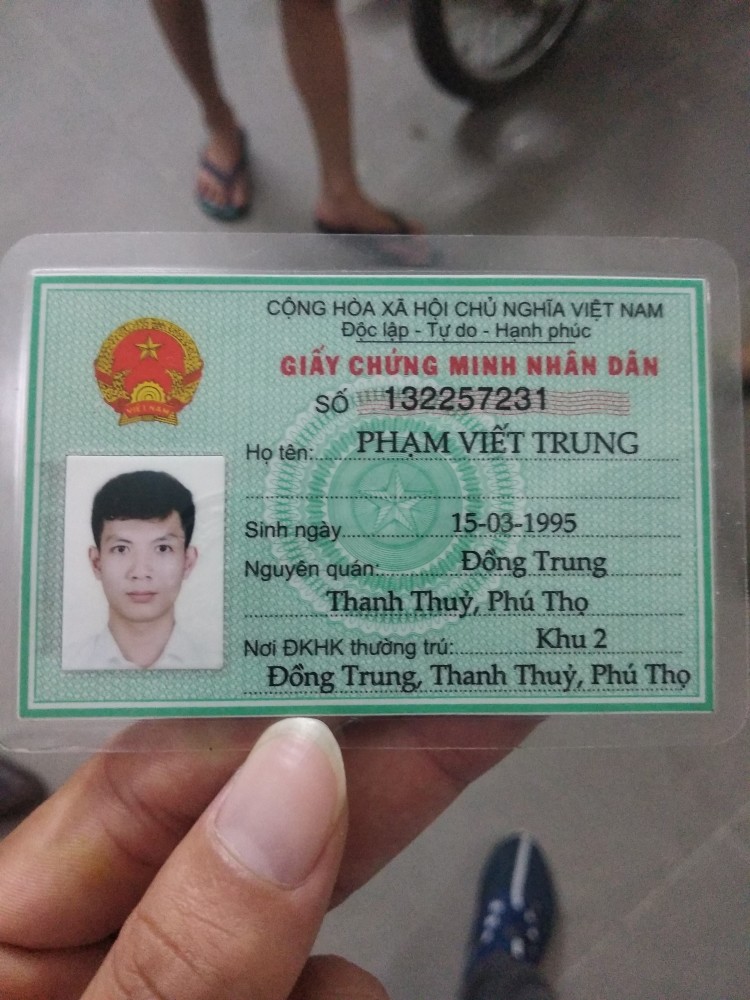 CỘNG HÒA XÃ HỘI CHỦ NGHĨA VIỆT NAM
Độc lập - Tự do - Hạnh phúc
GIẤY CHỨNG MINH NHÂN DÂN
SỐ 132257231
Họ tên: PHẠM VIẾT TRUNG
Sinh ngày 15-03-1995
Nguyên quán: Đồng Trung
Thanh Thuỷ, Phú Thọ
Nơi ĐKHK thường trú: Khu 2
Đồng Trung, Thanh Thuỷ, Phú Thọ
VIỆT NAM